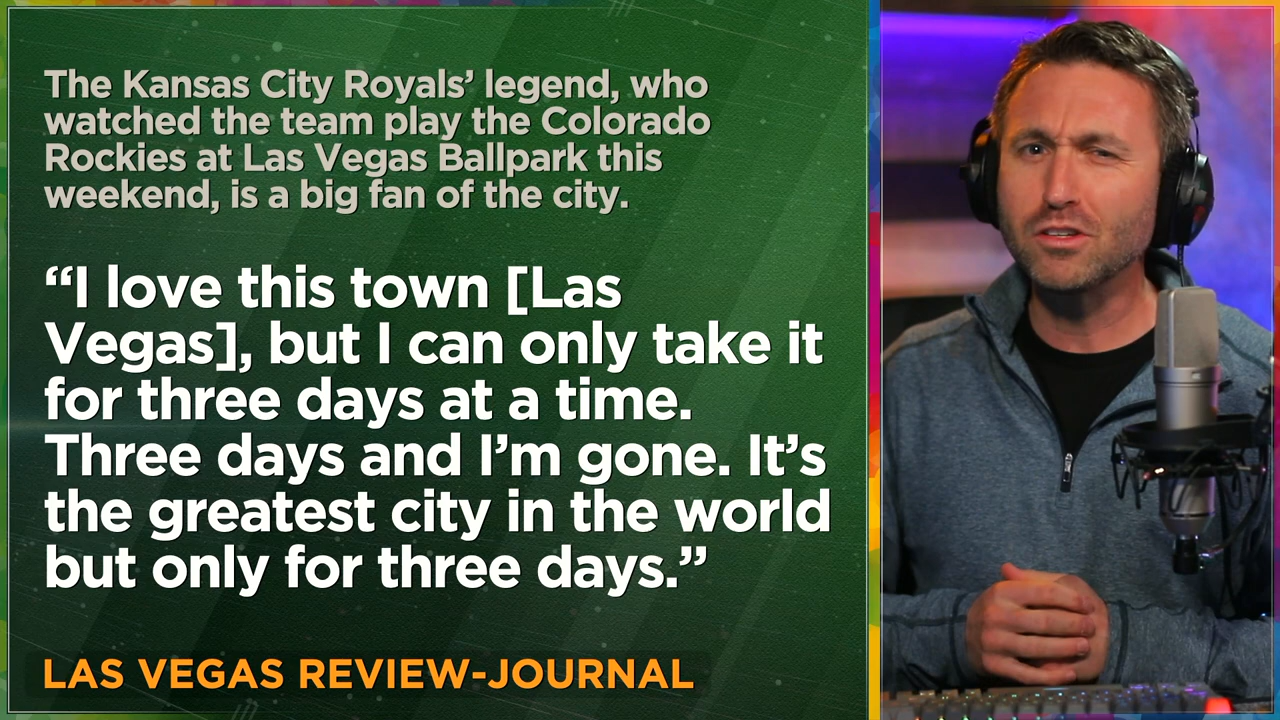 The Kansas City Royals’ legend, who
watched the team play the Colorado
Rockies at Las Vegas Ballpark this
weekend, is a big fan of the city.
“I love this town [Las
Vegas], but I can only take it
for three days at a time.
Three days and I’m gone. It’s
the greatest city in the world
but only for three days.”
LAS VEGAS REVIEW-JOURNAL